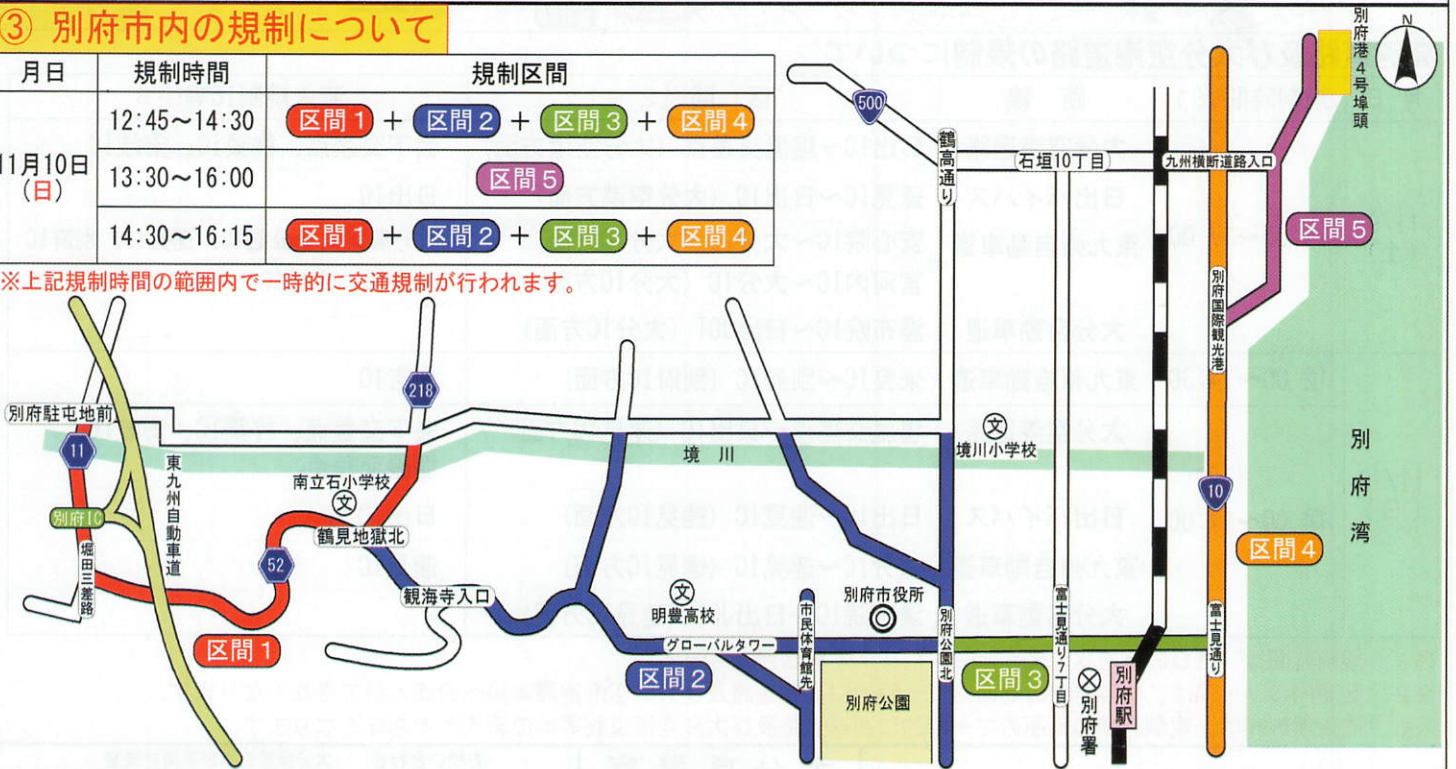 ③ 別府市内の規制について
月日 規制時間 規制区間
11月10日
(日)
12:45～14:30 区間1 + 区間2 + 区間3 + 区間4
13:30～16:00 区間5
14:30～16:15 区間1 + 区間2 + 区間3 + 区間4
※上記規制時間の範囲内で一時的に交通規制が行われます。
別府港4号埠頭
N
500
鶴高通り
石垣10丁目
九州横断道路入口
区間5
別府国際観光港
218
別府駐屯地前
11
東九州自動車道
境川
境川小学校
文
別府湾
南立石小学校
文
別府IC
鶴見地獄北
10
区間4
堀田三差路
52
観海寺入口
文
明豊高校
市民体育館先
別府市役所
別府公園北
富士見通り7丁目
富士見通り
区間1
グローバルタワー
区間2
区間3
別府公園
別府署
別府駅